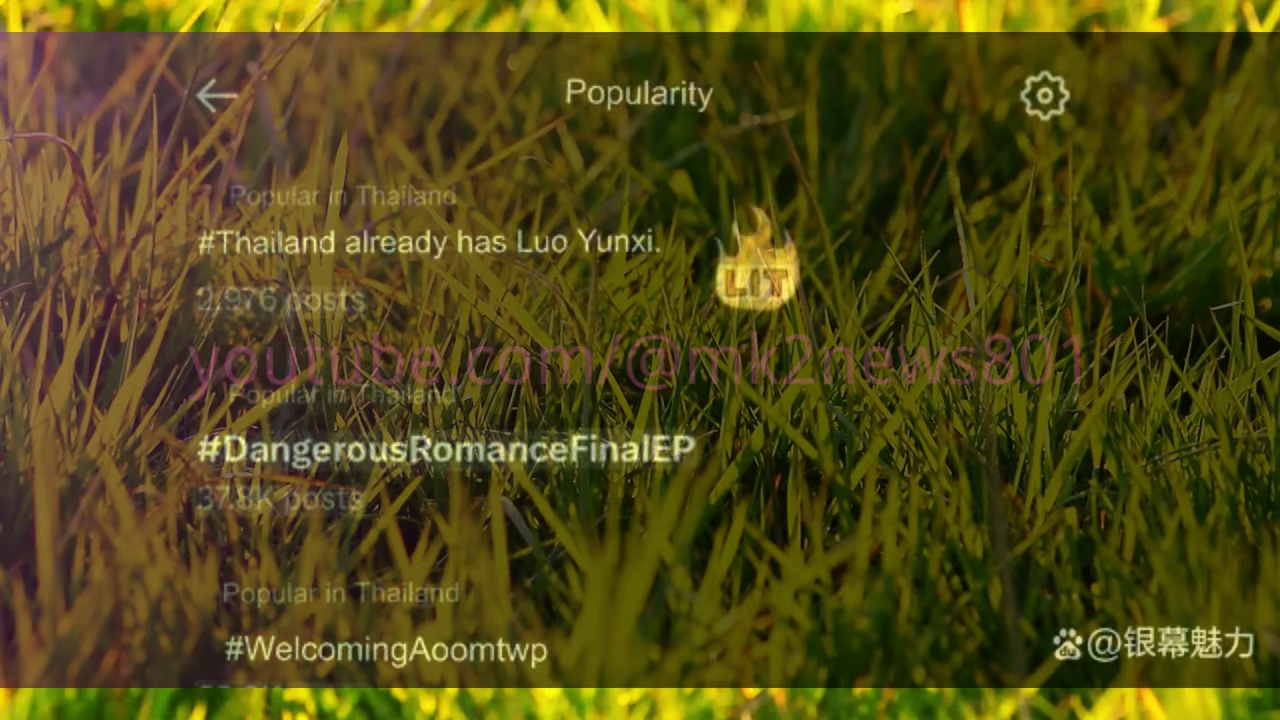 Popularity
Popular in Thailand
#Thailand already has Luo Yunxi.
LIT
2.976 posts
youtube.com/@mk2news801
Popular in Thailand
#DangerousRomanceFinalEP
37.8K posts
Popular in Thailand
#WelcomingAoomtwp
@银幕魅力